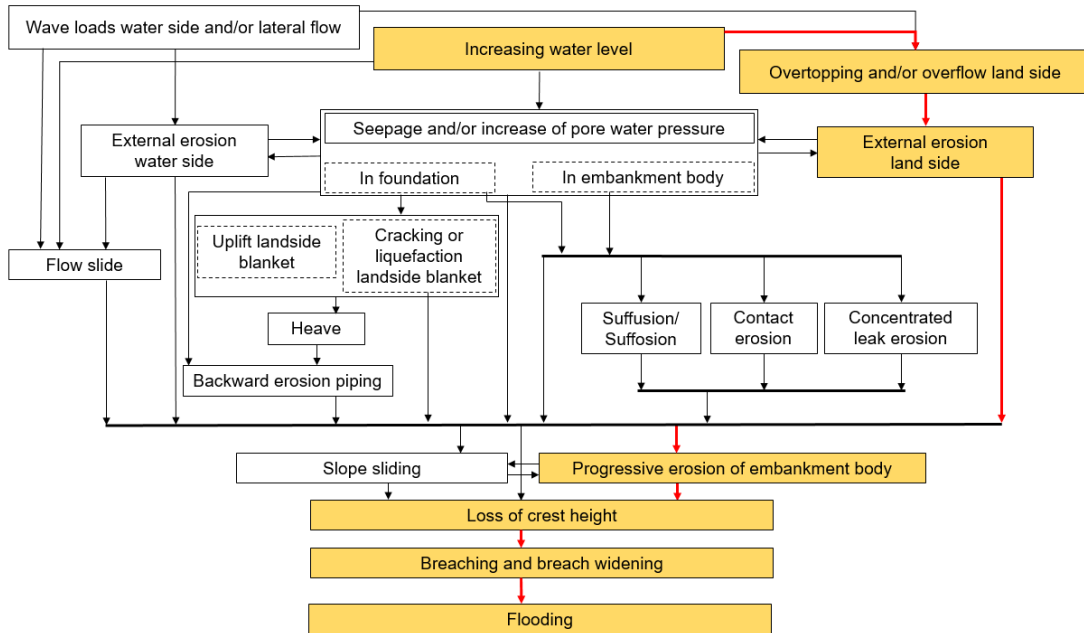 Wave loads water side and/or lateral flow
Increasing water level
Overtopping and/or overflow land side
Seepage and/or increase of pore water pressure
External erosion
water side
External erosion
land side
In foundation
In embankment body
Uplift landside
blanket
Cracking or
liquefaction
landside blanket
Flow slide
Heave
Suffusion/
Suffosion
Contact
erosion
Concentrated
leak erosion
Backward erosion piping
Slope sliding
Progressive erosion of embankment body
Loss of crest height
Breaching and breach widening
Flooding